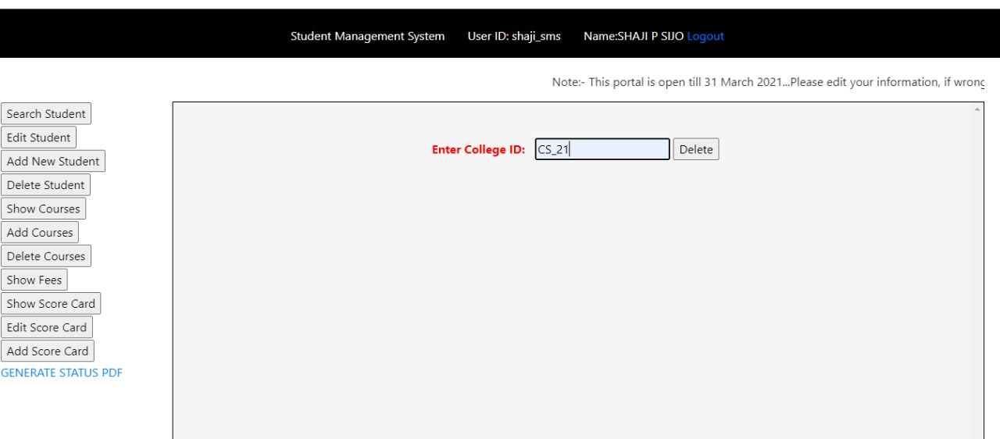 Student Management System User ID: shaji_sms Name:SHAJI P SIJO Logout
Note:- This portal is open till 31 March 2021...Please edit your information, if wrong
Search Student
Edit Student
Add New Student
Delete Student
Show Courses
Add Courses
Delete Courses
Show Fees
Show Score Card
Edit Score Card
Add Score Card
GENERATE STATUS PDF
Enter College ID: CS_21 Delete